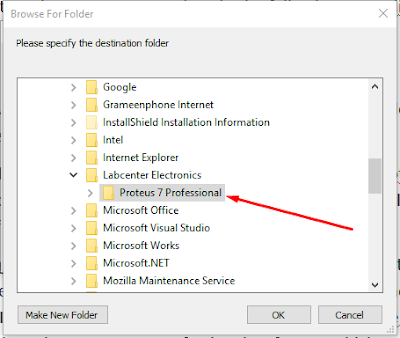 Browse For Folder
Please specify the destination folder
Google
Grameenphone Internet
InstallShield Installation Information
Intel
Internet Explorer
Labcenter Electronics
Proteus 7 Professional
Microsoft Office
Microsoft Visual Studio
Microsoft Works
Microsoft.NET
Mozilla Maintenance Service
Make New Folder
OK
Cancel